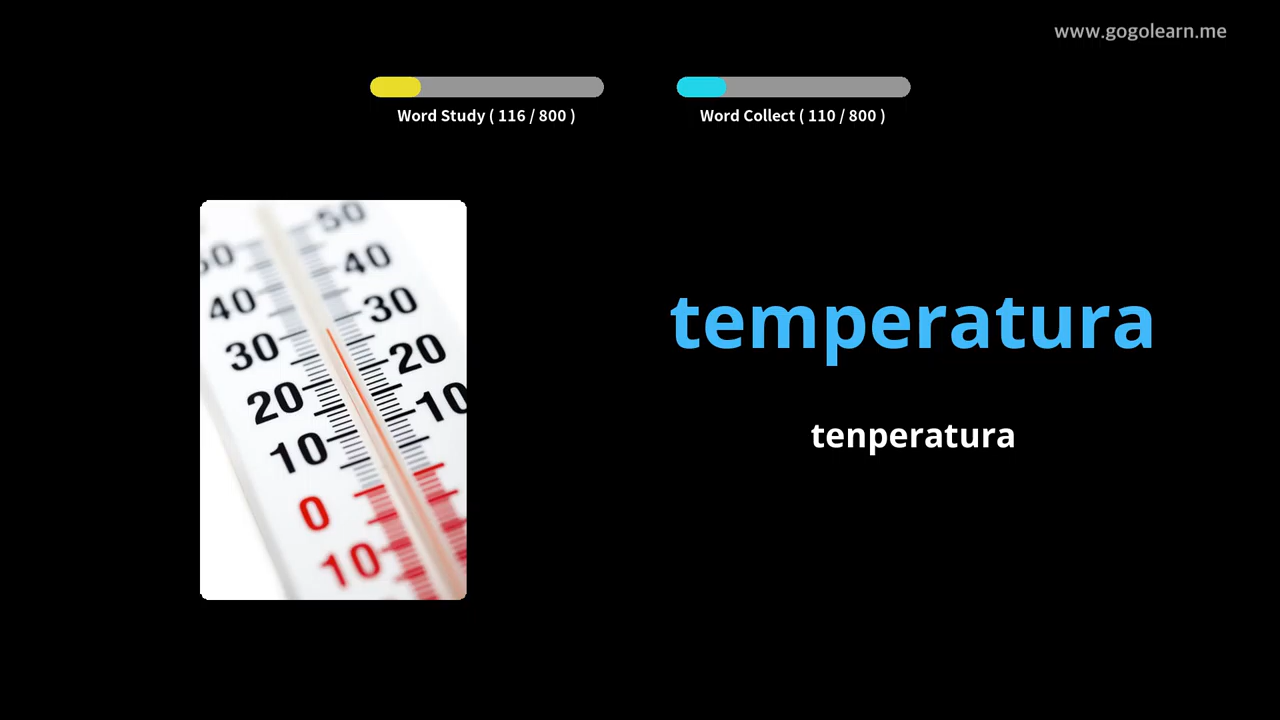 www.gogolearn.me
Word Study ( 116 / 800 )
Word Collect ( 110 / 800 )
50
50
40
40
30
30
20
20
10
10
0
10
temperatura
tenperatura